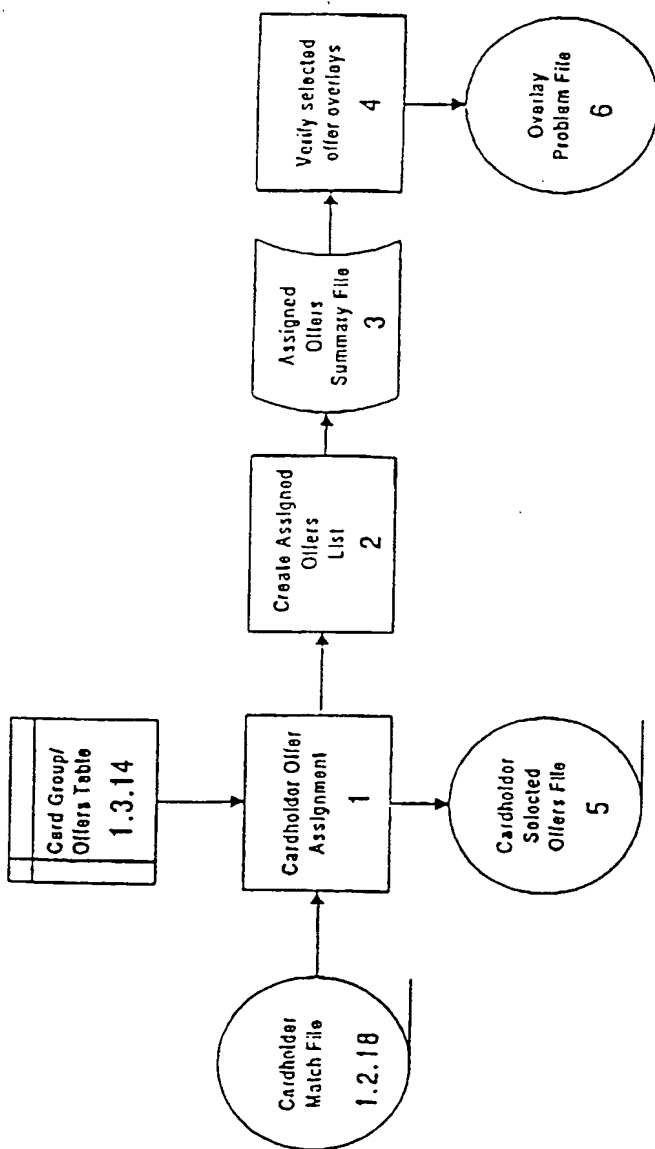 Card Group/
Offers Table
1.3.14
Cardholder
Match File
1.2.18
Cardholder Offer
Assignment
1
Cardholder
Selected
Offers File
5
Create Assigned
Offers
List
2
Assigned
Offers
Summary File
3
Verify selected
offer overlays
4
Overlay
Problem File
6